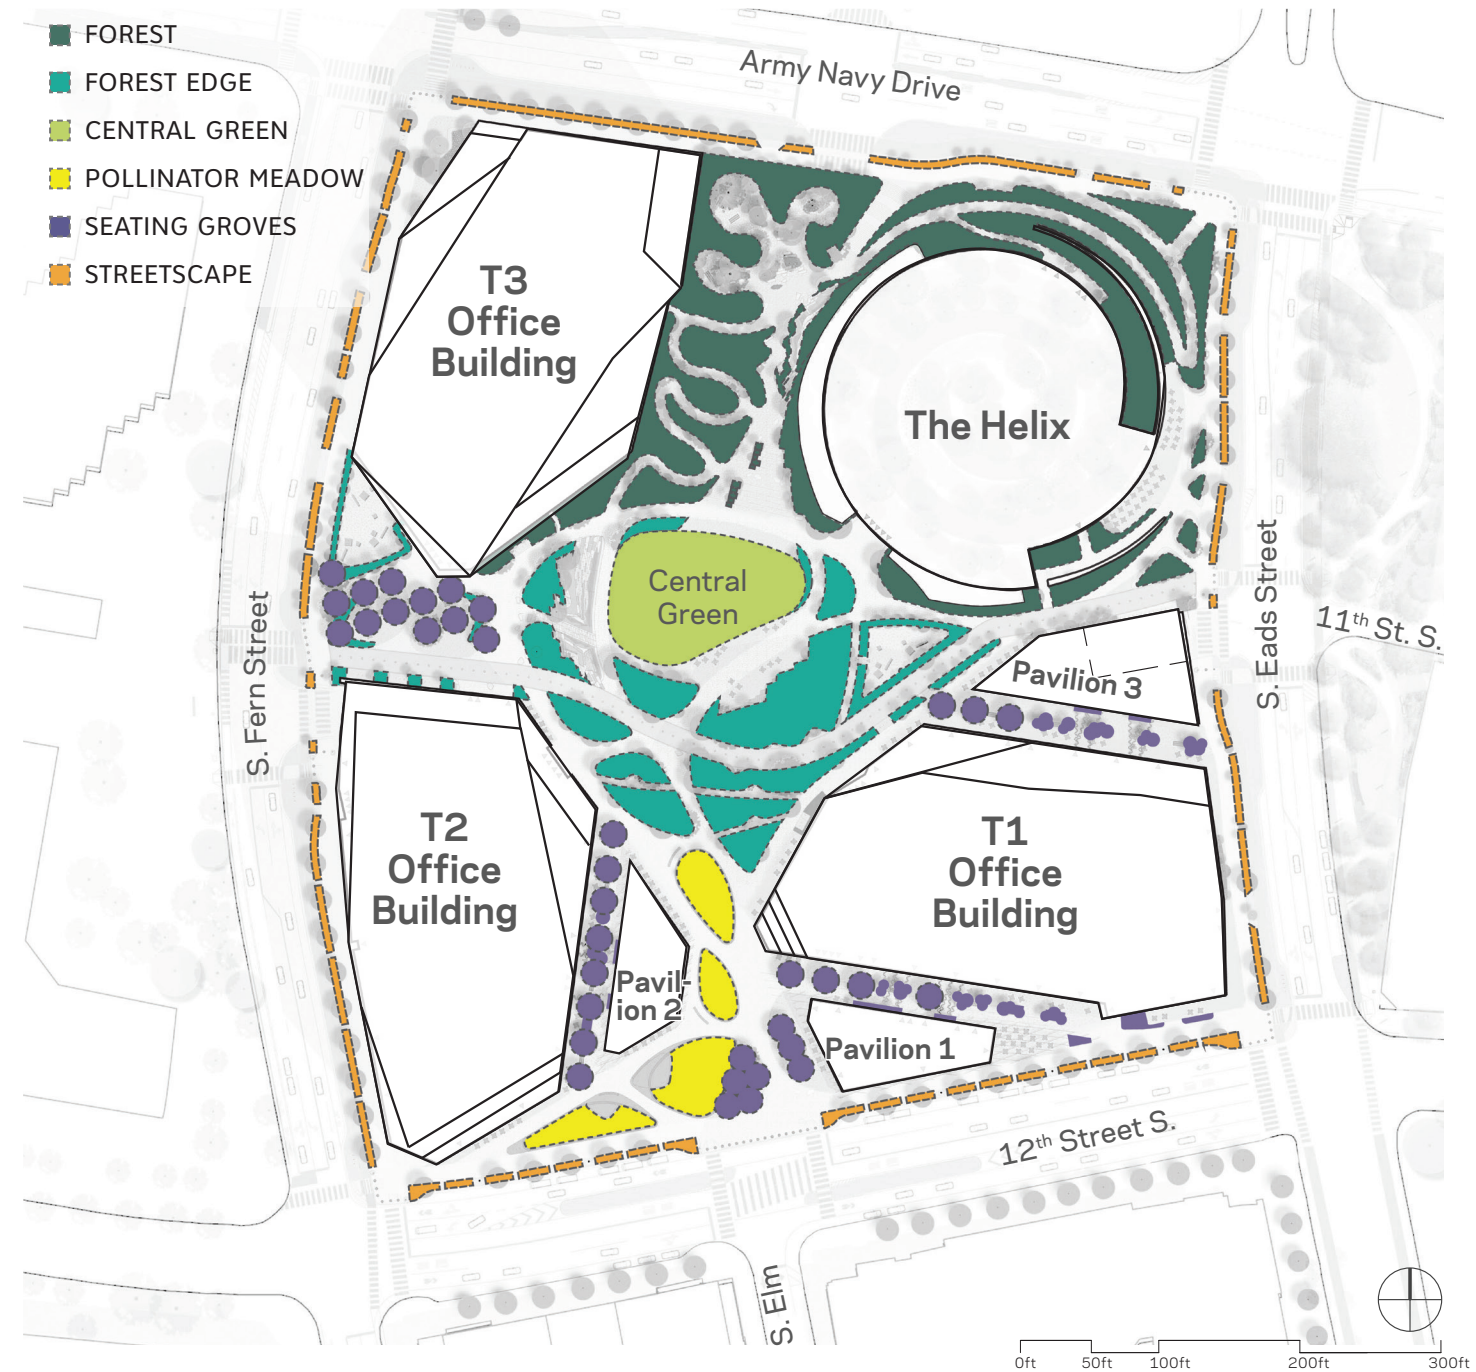 FOREST
FOREST EDGE
CENTRAL GREEN
POLLINATOR MEADOW
SEATING GROVES
STREETSCAPE
Army Navy Drive
T3
Office
Building
The Helix
Central
Green
S. Fern Street
S. Eads Street
11th St. S.
Pavilion 3
T2
Office
Building
T1
Office
Building
Pavil-
ion 2
Pavilion 1
12th Street S.
S. Elm
0ft 50ft 100ft 200ft 300ft